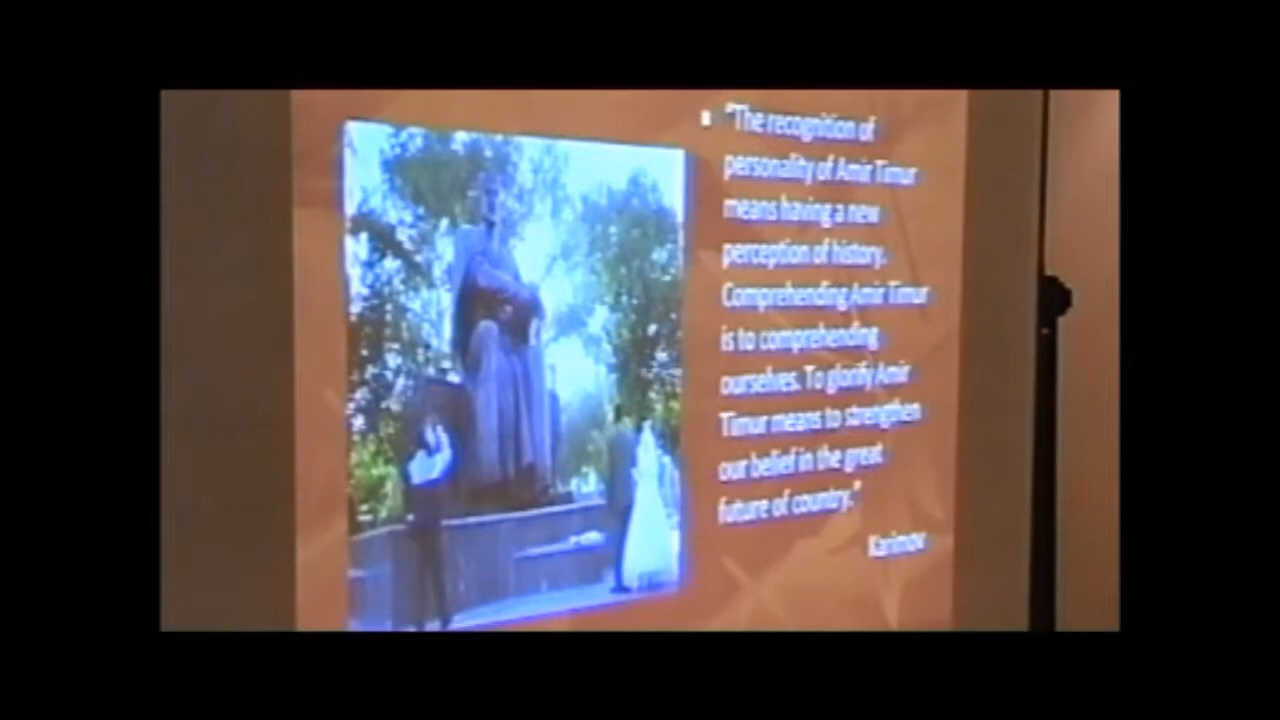 "The recognition of
personality of Amir Timur
means having a new
perception of history.
Comprehending Amir Timur
is to comprehending
ourselves. To glorify Amir
Timur means to strengthen
our belief in the great
future of country."
Karimov